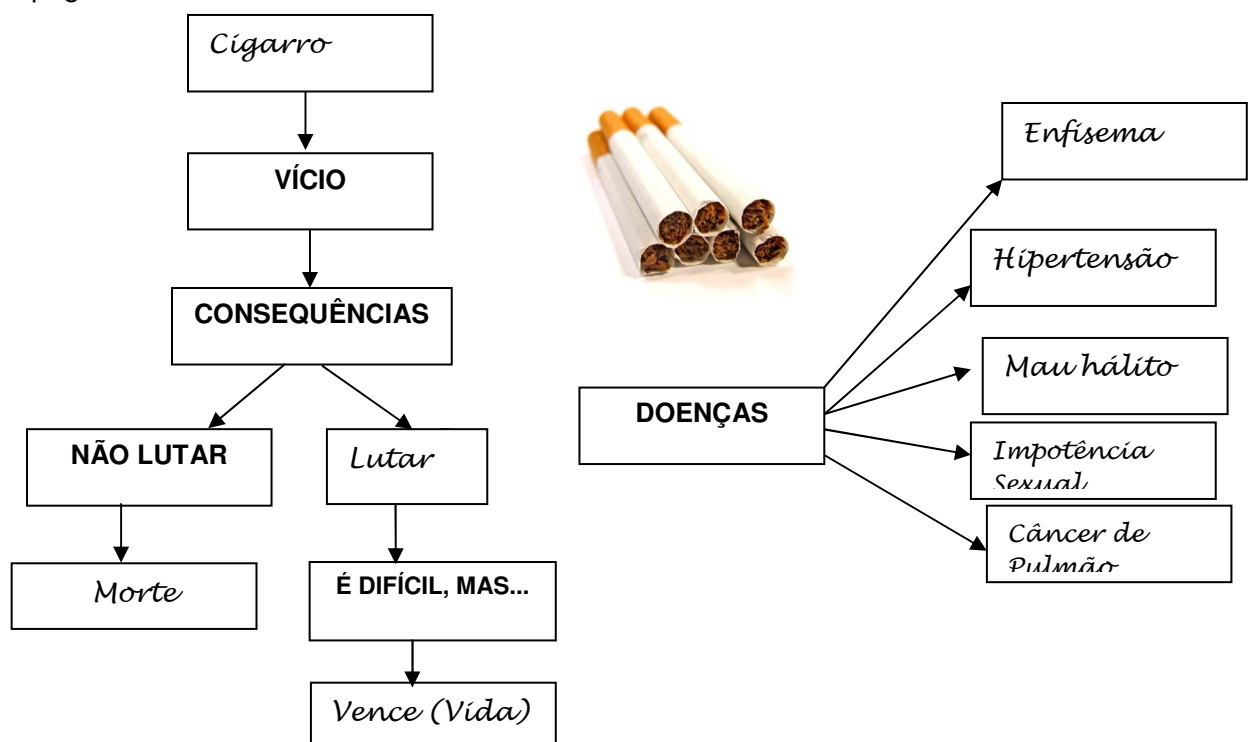 Cigarro
VÍCIO
CONSEQUÊNCIAS
NÃO LUTAR
Lutar
Morte
É DIFÍCIL, MAS...
Vence (Vida)
DOENÇAS
Enfisema
Hipertensão
Mau hálito
Impotência
Sexual
Câncer de
Pulmão